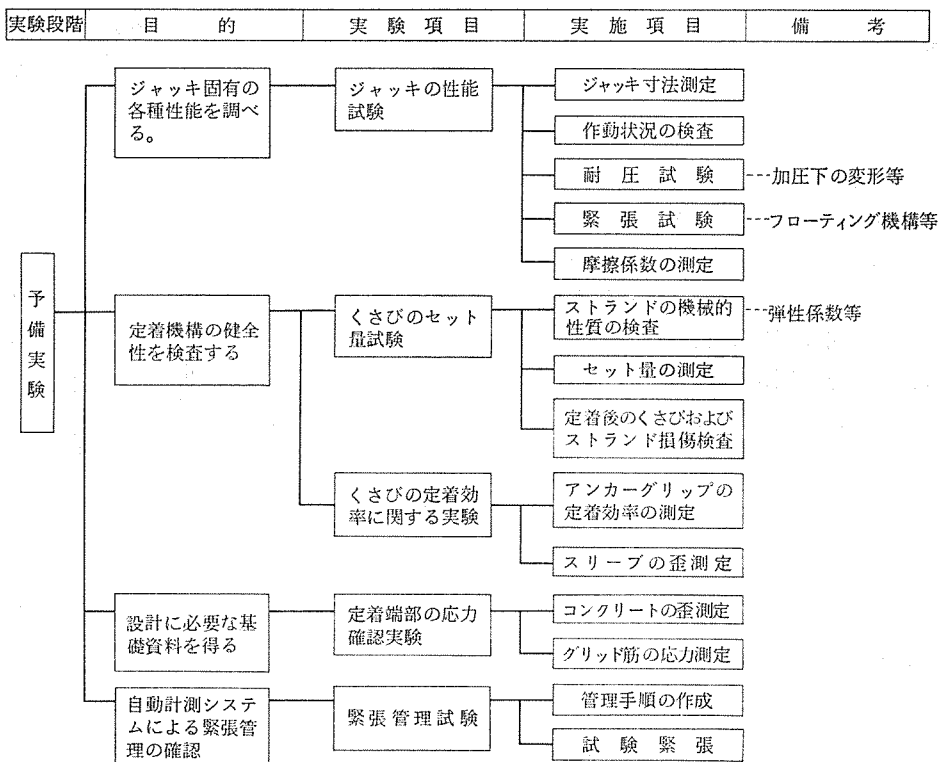 実験段階 目的 実験項目 実施項目 備考
予備実験
ジャッキ固有の
各種性能を調べ
る。
ジャッキの性能
試験
ジャッキ寸法測定
作動状況の検査
耐圧試験 ---加圧下の変形等
緊張試験 ---フローティング機構等
摩擦係数の測定
定着機構の健全
性を検査する
くさびのセット
量試験
ストランドの機械的
性質の検査
---弾性係数等
セット量の測定
定着後のくさびおよび
ストランド損傷検査
くさびの定着効
率に関する実験
アンカーグリップの
定着効率の測定
スリーブの歪測定
設計に必要な基
礎資料を得る
定着端部の応力
確認実験
コンクリートの歪測定
グリッド筋の応力測定
自動計測システ
ムによる緊張管
理の確認
緊張管理試験
管理手順の作成
試験緊張